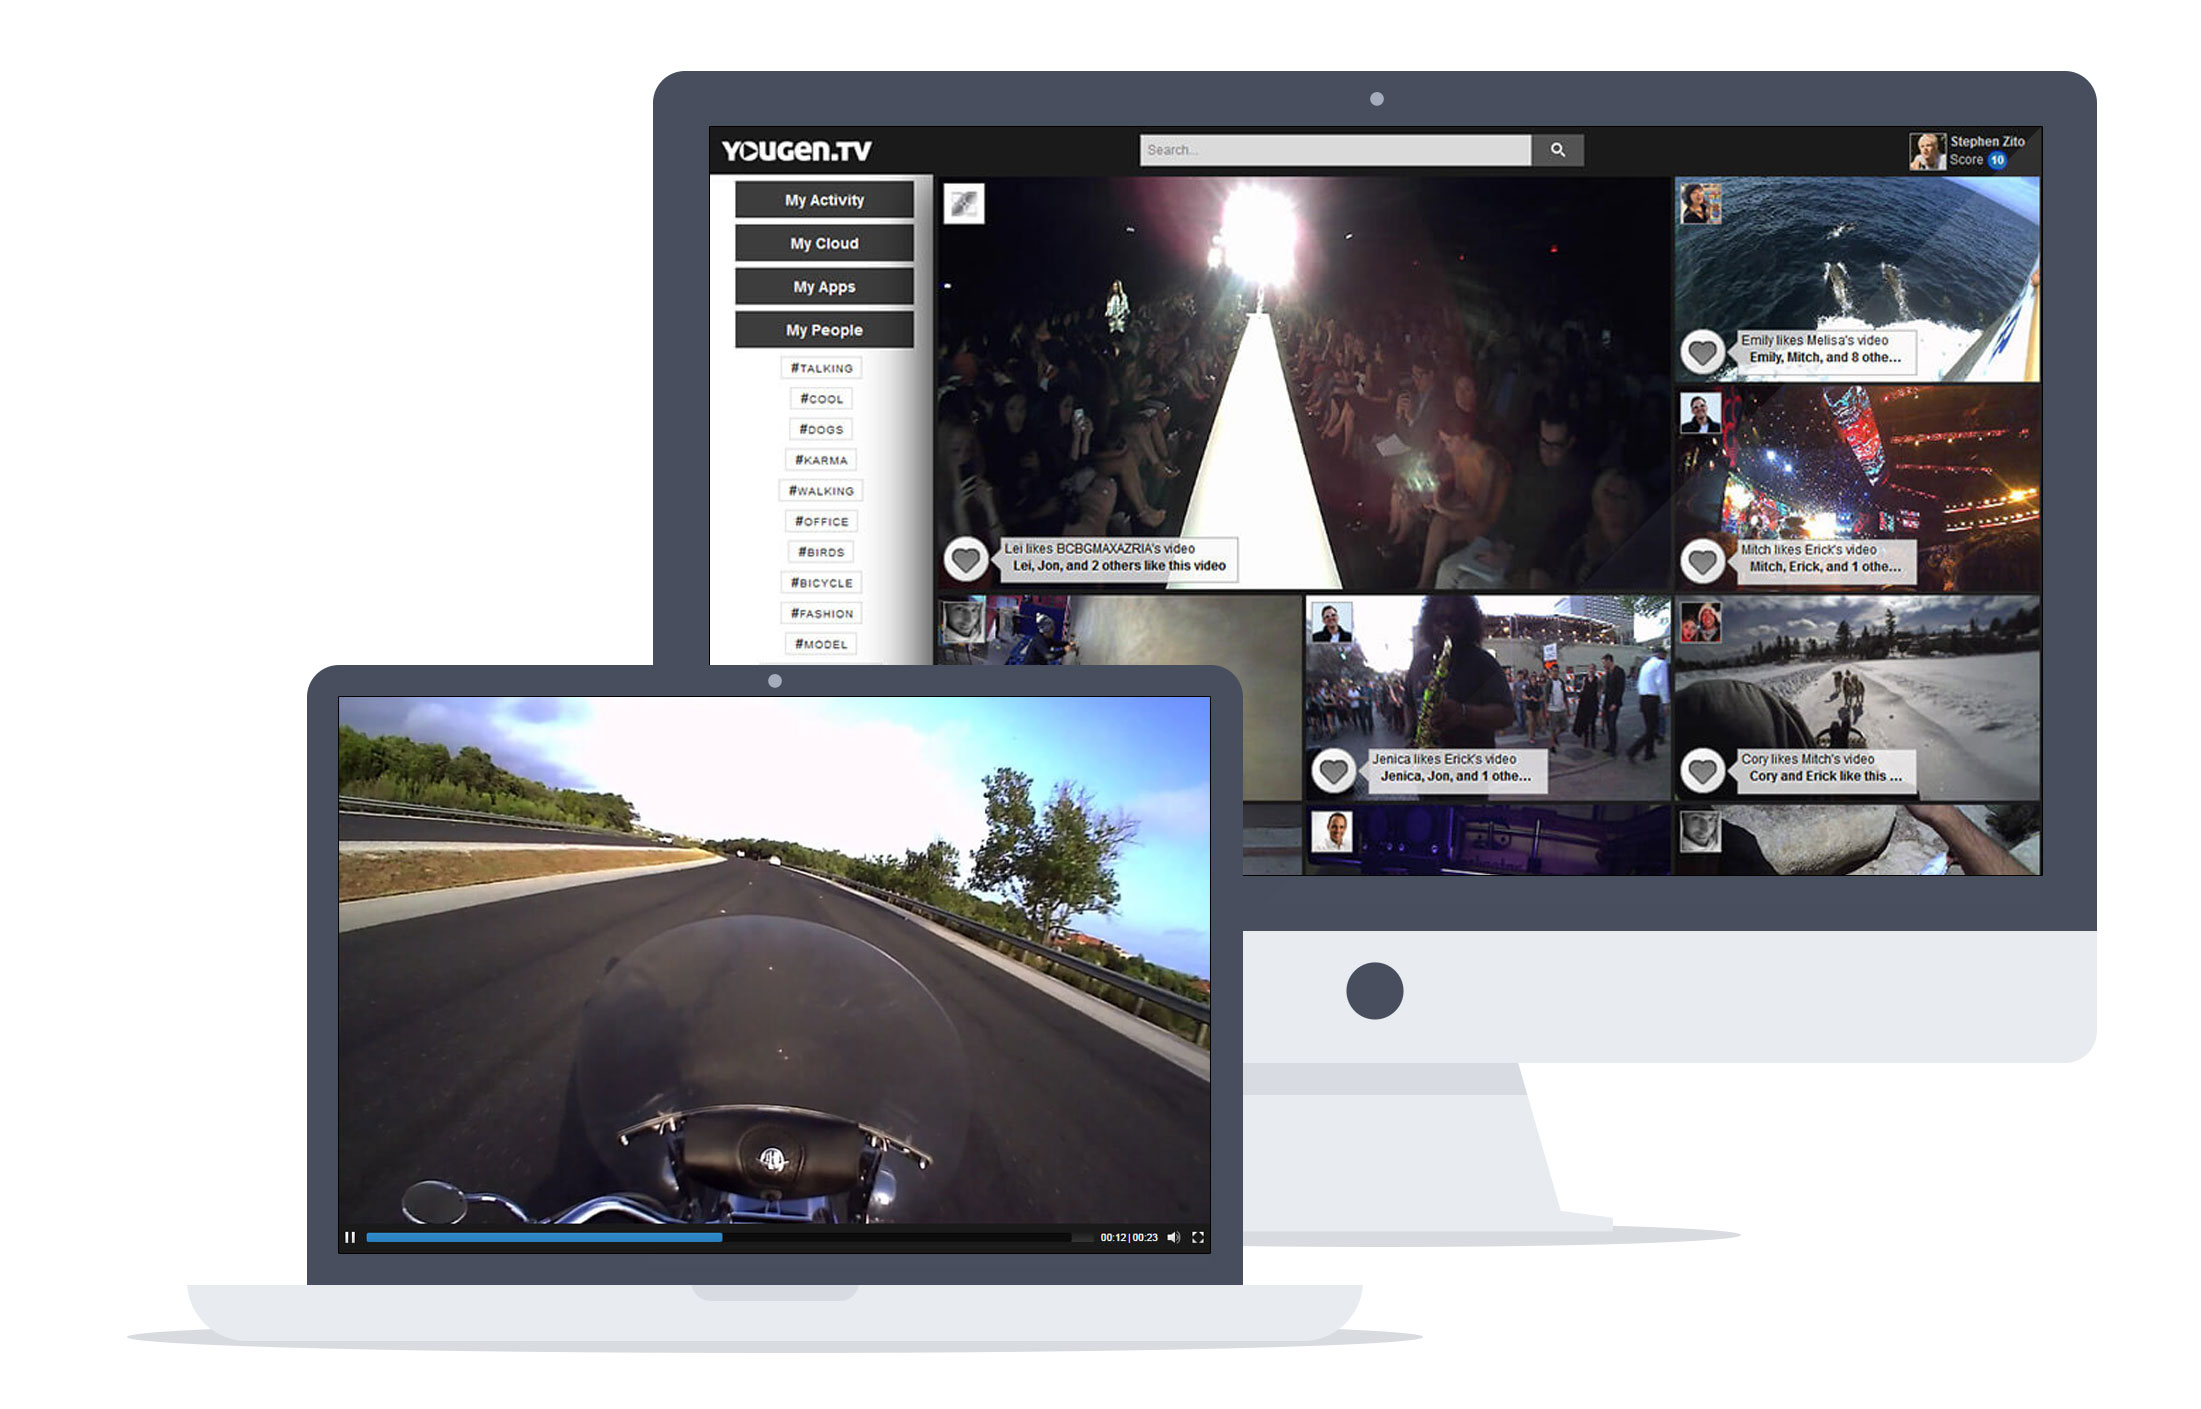 YOUGEN.TV
Search...
Stephen Zito
Score 10
My Activity
My Cloud
My Apps
My People
#TALKING
#COOL
#DOGS
#KARMA
#WALKING
#OFFICE
#BIRDS
#BICYCLE
#FASHION
#MODEL
Lei likes BCBGMAXAZRIA's video
Lei, Jon, and 2 others like this video
Emily likes Melisa's video
Emily, Mitch, and 8 othe...
Mitch likes Erick's video
Mitch, Erick, and 1 othe...
Jenica likes Erick's video
Jenica, Jon, and 1 othe...
Cory likes Mitch's video
Cory and Erick like this ...
00:12|00:23